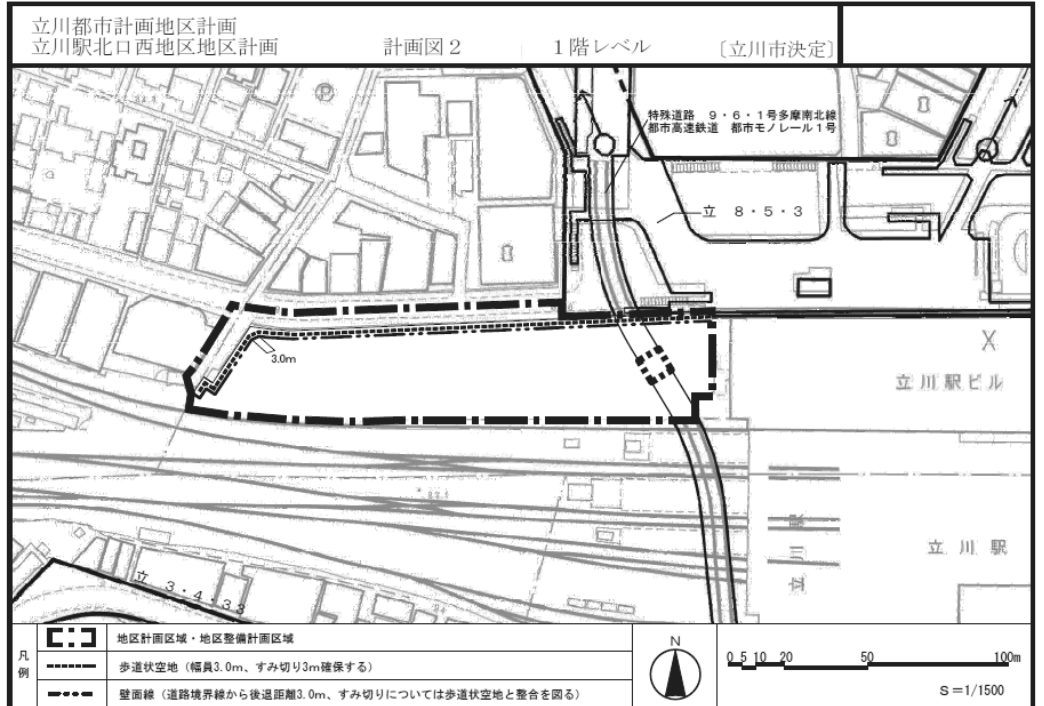 立川都市計画地区計画
立川駅北口西地区地区計画 計画図2 1階レベル 〔立川市決定〕
特殊道路 9・6・1号多摩南北線
都市高速鉄道 都市モノレール1号
立 8・5・3
3.0m
立川駅ビル
立川駅
立川駅
立 3・4・33
凡例
地区計画区域・地区整備計画区域
歩道状空地(幅員3.0m、すみ切り3m確保する)
壁面線(道路境界線から後退距離3.0m、すみ切りについては歩道状空地と整合を図る)
N
0 5 10 20 50 100m
S=1/1500